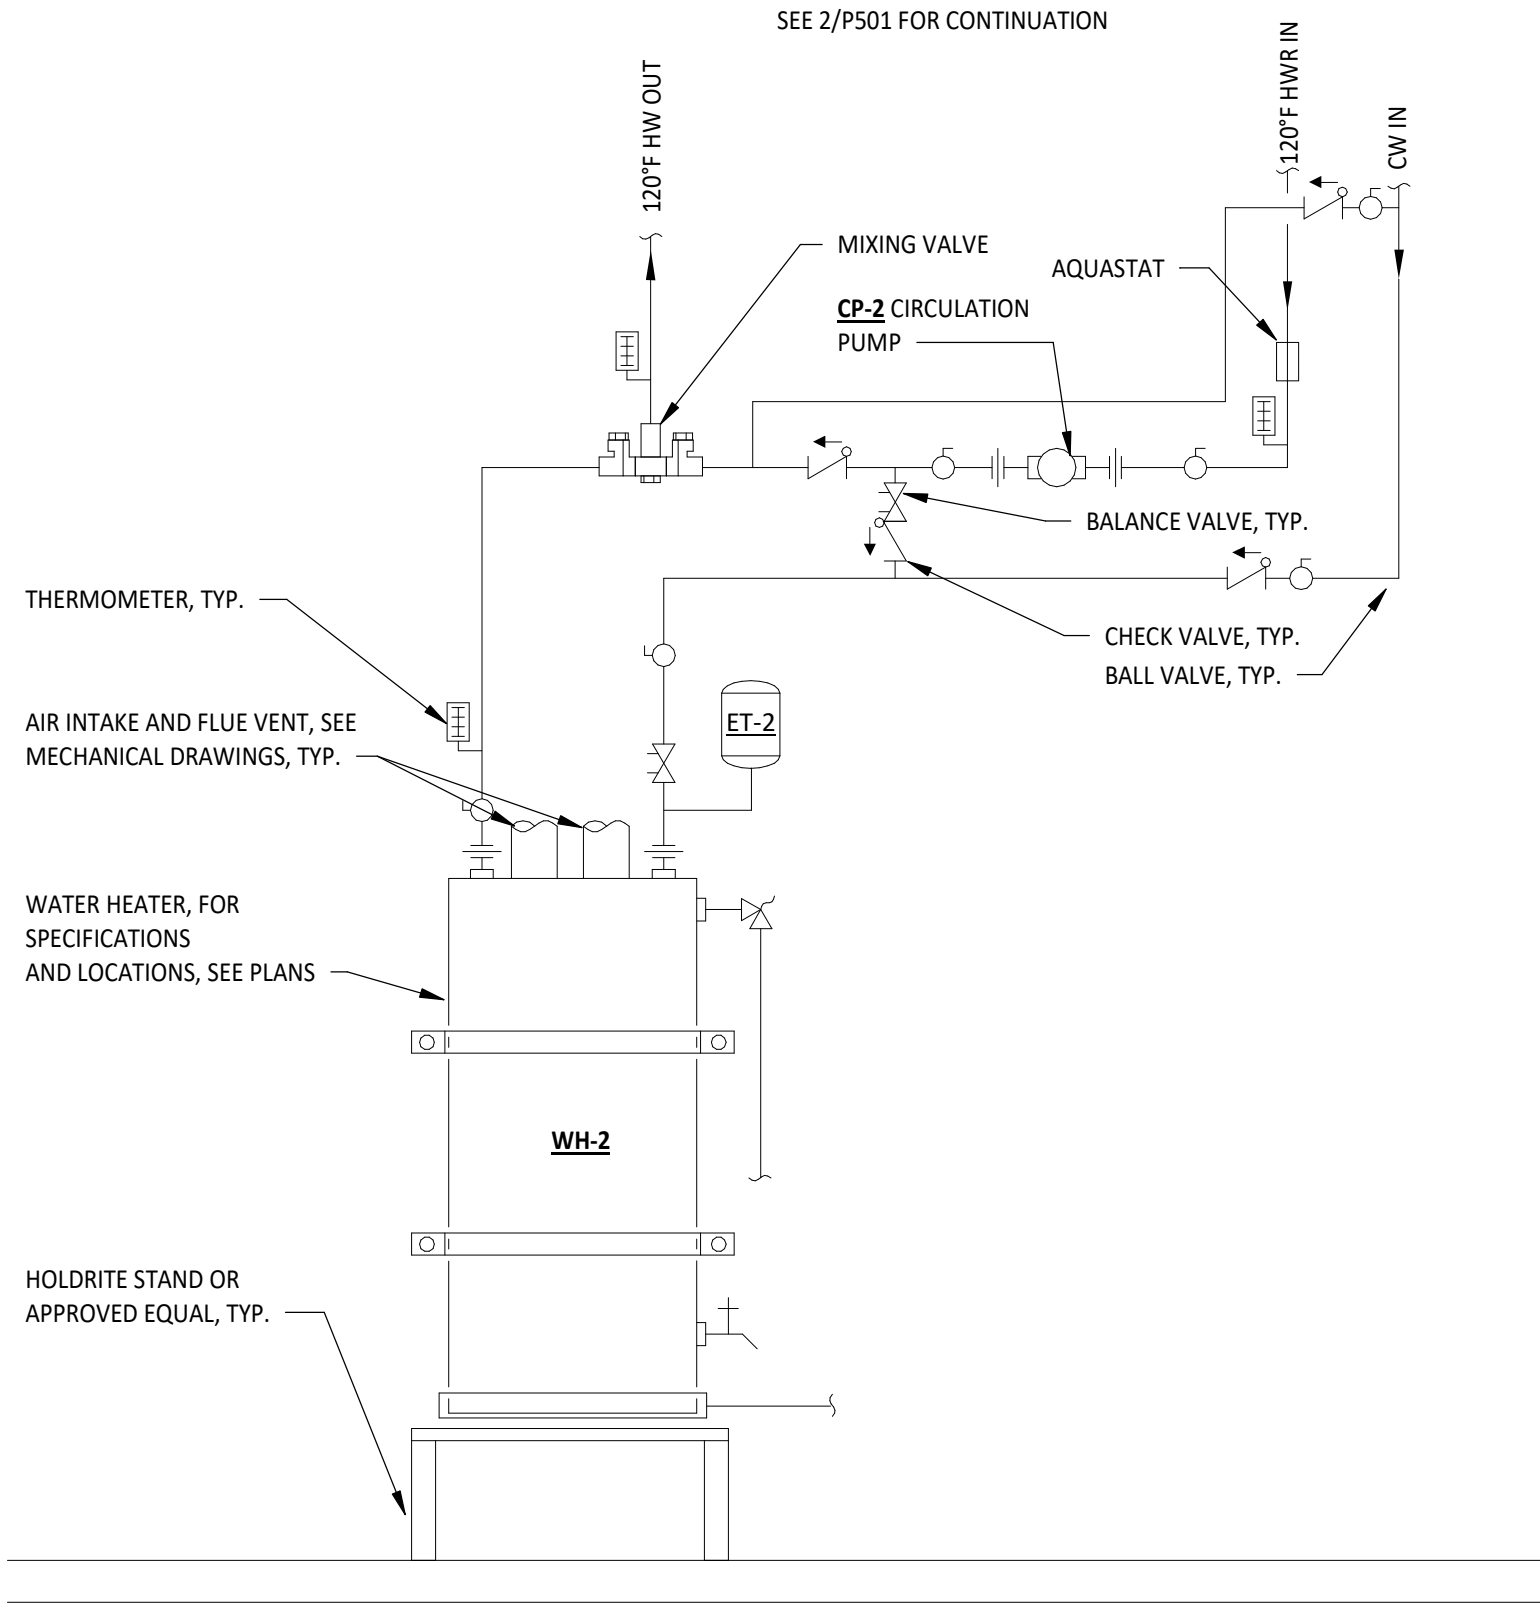 SEE 2/P501 FOR CONTINUATION
120°F HW OUT
120°F HWR IN
CW IN
MIXING VALVE
AQUASTAT
CP-2 CIRCULATION
PUMP
BALANCE VALVE, TYP.
THERMOMETER, TYP.
CHECK VALVE, TYP.
BALL VALVE, TYP.
AIR INTAKE AND FLUE VENT, SEE
MECHANICAL DRAWINGS, TYP.
ET-2
WATER HEATER, FOR
SPECIFICATIONS
AND LOCATIONS, SEE PLANS
WH-2
HOLDRITE STAND OR
APPROVED EQUAL, TYP.